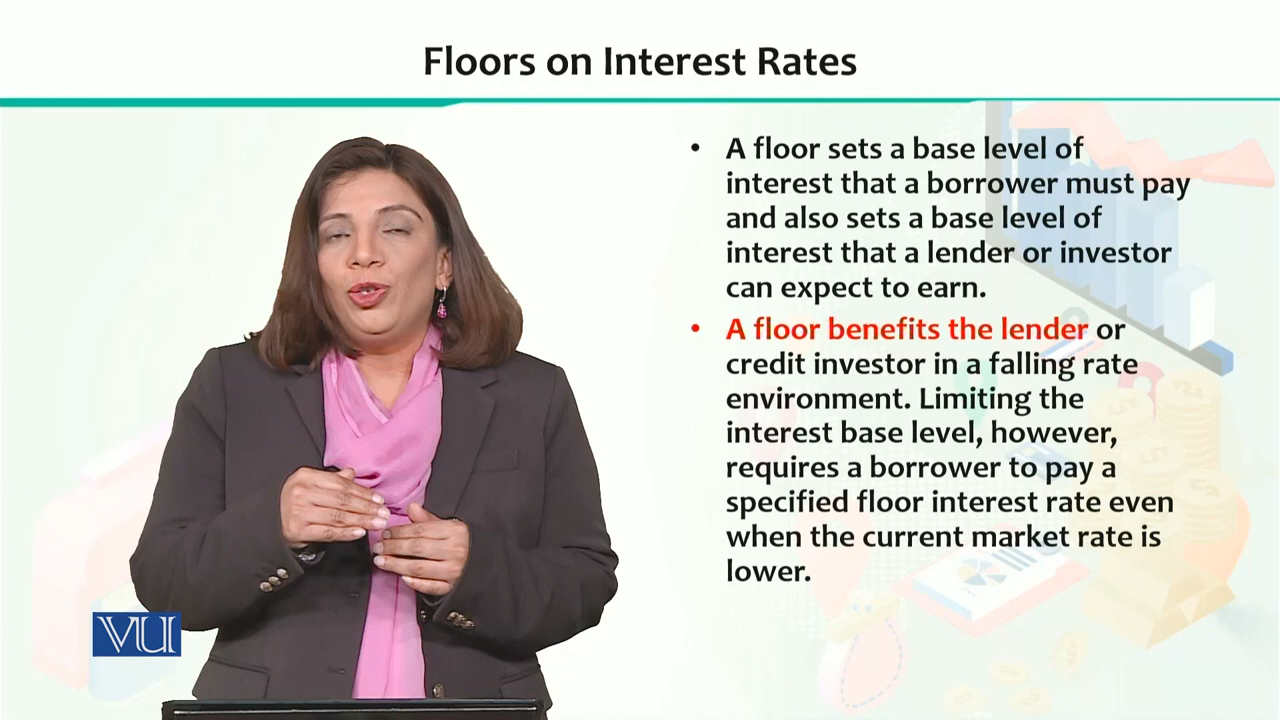 Floors on Interest Rates
• A floor sets a base level of
interest that a borrower must pay
and also sets a base level of
interest that a lender or investor
can expect to earn.
• A floor benefits the lender or
credit investor in a falling rate
environment. Limiting the
interest base level, however,
requires a borrower to pay a
specified floor interest rate even
when the current market rate is
lower.
VU